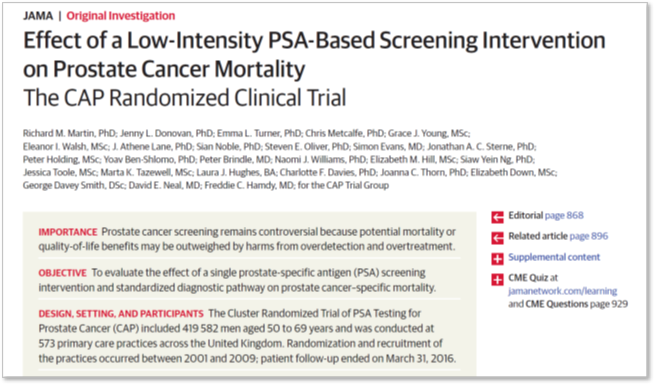 JAMA | Original Investigation
Effect of a Low-Intensity PSA-Based Screening Intervention
on Prostate Cancer Mortality
The CAP Randomized Clinical Trial
Richard M. Martin, PhD; Jenny L. Donovan, PhD; Emma L. Turner, PhD; Chris Metcalfe, PhD; Grace J. Young, MSc;
Eleanor I. Walsh, MSc; J. Athene Lane, PhD; Sian Noble, PhD; Steven E. Oliver, PhD; Simon Evans, MD; Jonathan A. C. Sterne, PhD;
Peter Holding, MSc; Yoav Ben-Shlomo, PhD; Peter Brindle, MD; Naomi J. Williams, PhD; Elizabeth M. Hill, MSc; Siaw Yein Ng, PhD;
Jessica Toole, MSc; Marta K. Tazewell, MSc; Laura J. Hughes, BA; Charlotte F. Davies, PhD; Joanna C. Thorn, PhD; Elizabeth Down, MSc;
George Davey Smith, DSc; David E. Neal, MD; Freddie C. Hamdy, MD; for the CAP Trial Group
IMPORTANCE Prostate cancer screening remains controversial because potential mortality or
quality-of-life benefits may be outweighed by harms from overdetection and overtreatment.
OBJECTIVE To evaluate the effect of a single prostate-specific antigen (PSA) screening
intervention and standardized diagnostic pathway on prostate cancer–specific mortality.
DESIGN, SETTING, AND PARTICIPANTS The Cluster Randomized Trial of PSA Testing for
Prostate Cancer (CAP) included 419 582 men aged 50 to 69 years and was conducted at
573 primary care practices across the United Kingdom. Randomization and recruitment of
the practices occurred between 2001 and 2009; patient follow-up ended on March 31, 2016.
Editorial page 868
Related article page 896
Supplemental content
CME Quiz at
jamanetwork.com/learning
and CME Questions page 929